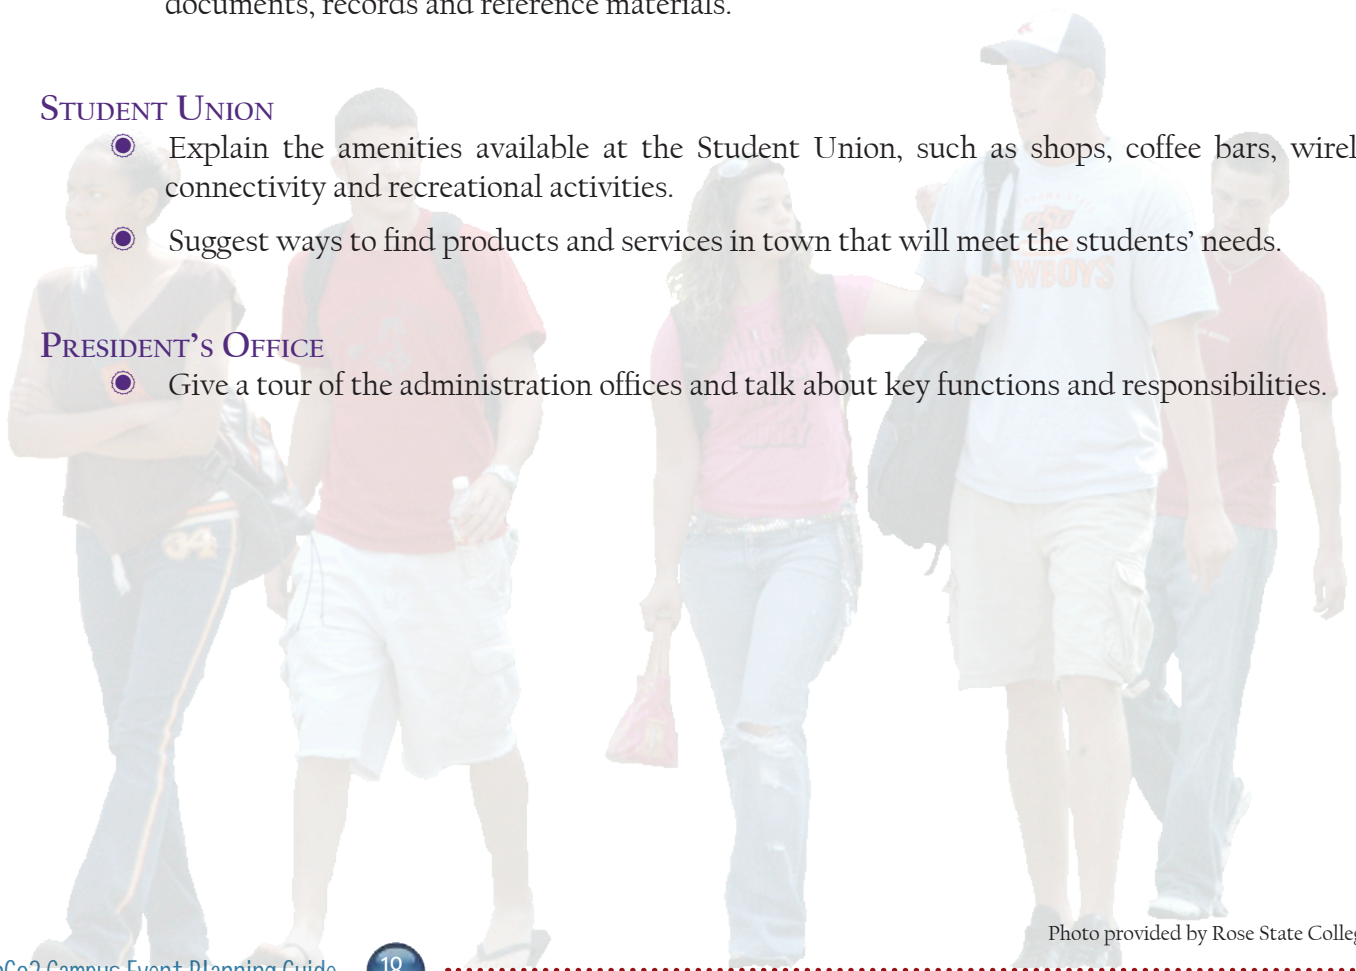 documents, records and reference materials.
STUDENT UNION
Explain the amenities available at the Student Union, such as shops, coffee bars,
connectivity and recreational activities.
Suggest ways to find products and services in town that will meet the students' needs.
PRESIDENT'S OFFICE
Give a tour of the administration offices and talk about key functions and responsibilities.
Photo provided by Rose State
Campus Event Planning Guide
19